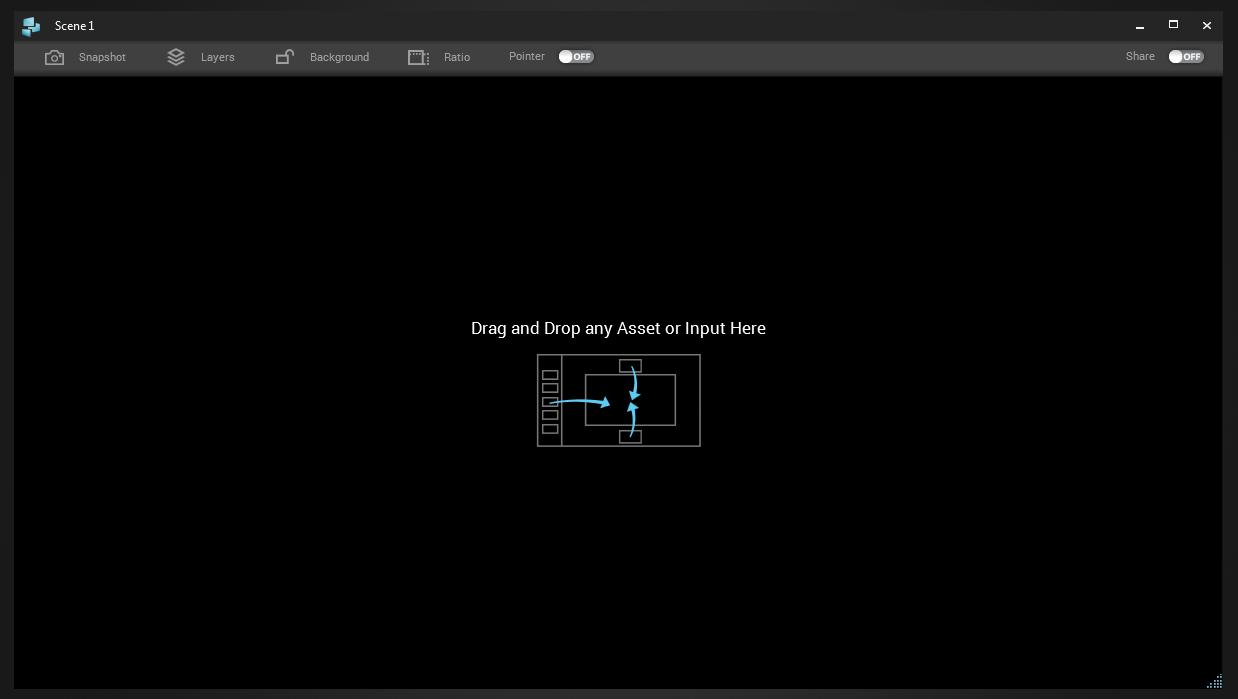 Scene 1
Snapshot Layers Background Ratio Pointer OFF Share OFF
Drag and Drop any Asset or Input Here